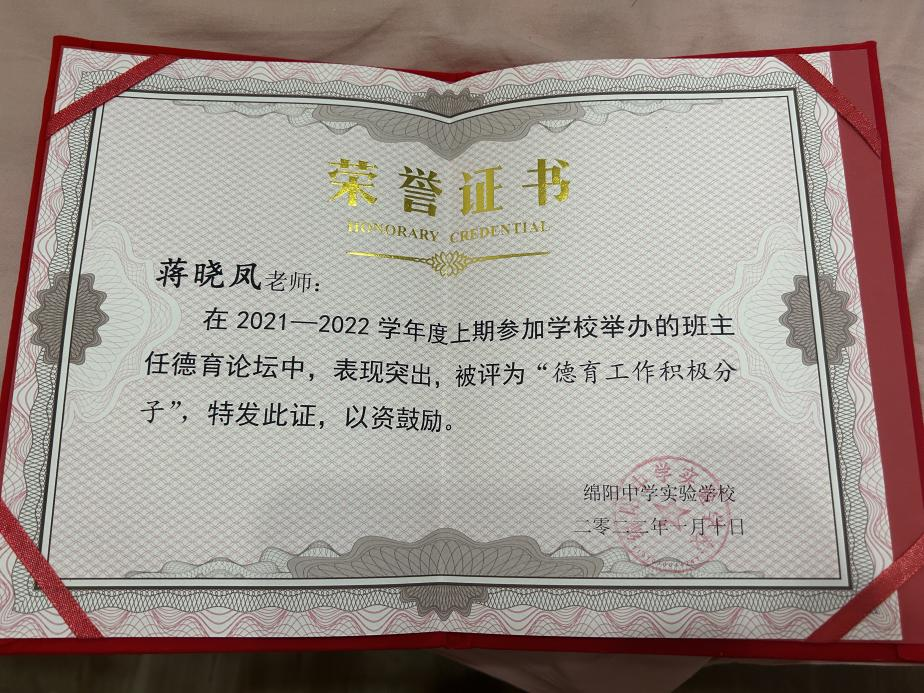 荣誉证书
HONORARY CREDENTIAL
蒋晓凤老师：
在 2021—2022 学年度上期参加学校举办的班主
任德育论坛中，表现突出，被评为“德育工作积极分
子”，特发此证，以资鼓励。
绵阳中学实验学校
二零二二年一月十日